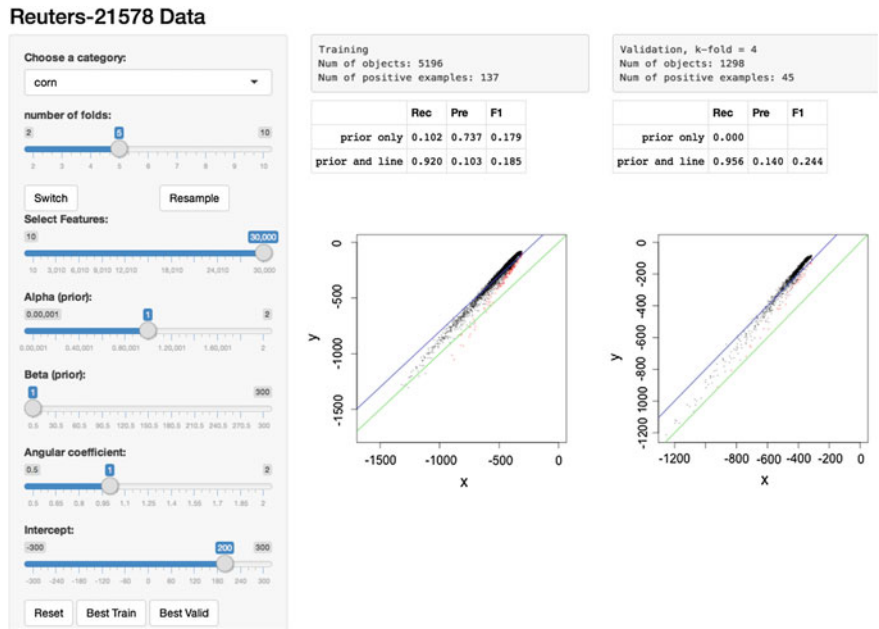 Reuters-21578 Data
Choose a category:
corn
number of folds:
2 5 10
2 3 4 5 6 7 8 9 10
Switch Resample
Select Features:
10 30,000
10 3,010 6,010 9,010 12,010 18,010 24,010 30,000
Alpha (prior):
0.00,001 1 2
0.00,001 0.40,001 0.80,001 1.20,001 1.60,001 2
Beta (prior):
1 300
0.5 30.5 60.5 90.5 120.5 150.5 180.5 210.5 240.5 270.5 300
Angular coefficient:
0.5 1 2
0.5 0.65 0.8 0.95 1.1 1.25 1.4 1.55 1.7 1.85 2
Intercept:
-300 200 300
-300 -240 -180 -120 -60 0 60 120 180 240 300
Reset Best Train Best Valid
Training
Num of objects: 5196
Num of positive examples: 137
Rec Pre F1
prior only 0.102 0.737 0.179
prior and line 0.920 0.103 0.185
0
-500
-1000
-1500
y
-1500 -1000 -500 0
x
Validation, k-fold = 4
Num of objects: 1298
Num of positive examples: 45
Rec Pre F1
prior only 0.000
prior and line 0.956 0.140 0.244
0
-200
-400
-600
-800
-1000
-1200
y
-1200 -800 -600 -400 -200 0
x